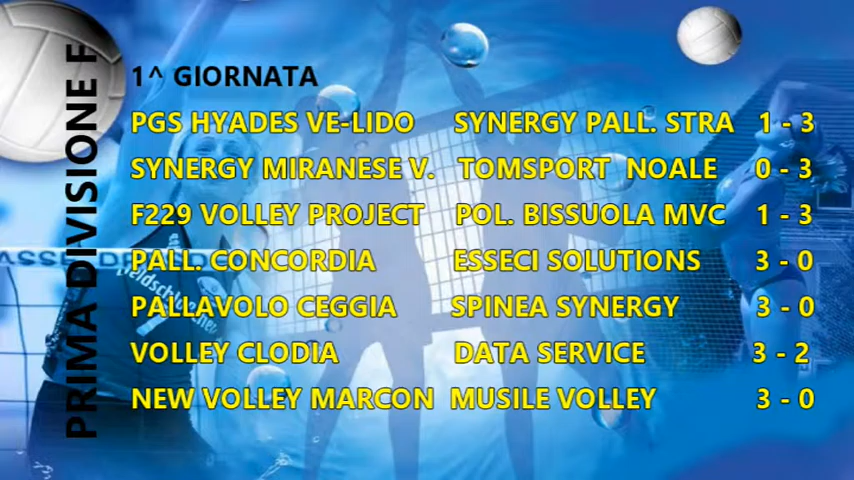 PRIMA DIVISIONE F
1^ GIORNATA
PGS HYADES VE-LIDO SYNERGY PALL. STRA 1 - 3
SYNERGY MIRANESE V. TOMSPORT NOALE 0 - 3
F229 VOLLEY PROJECT POL. BISSUOLA MVC 1 - 3
PALL. CONCORDIA ESSECI SOLUTIONS 3 - 0
PALLAVOLO CEGGIA SPINEA SYNERGY 3 - 0
VOLLEY CLODIA DATA SERVICE 3 - 2
NEW VOLLEY MARCON MUSILE VOLLEY 3 - 0